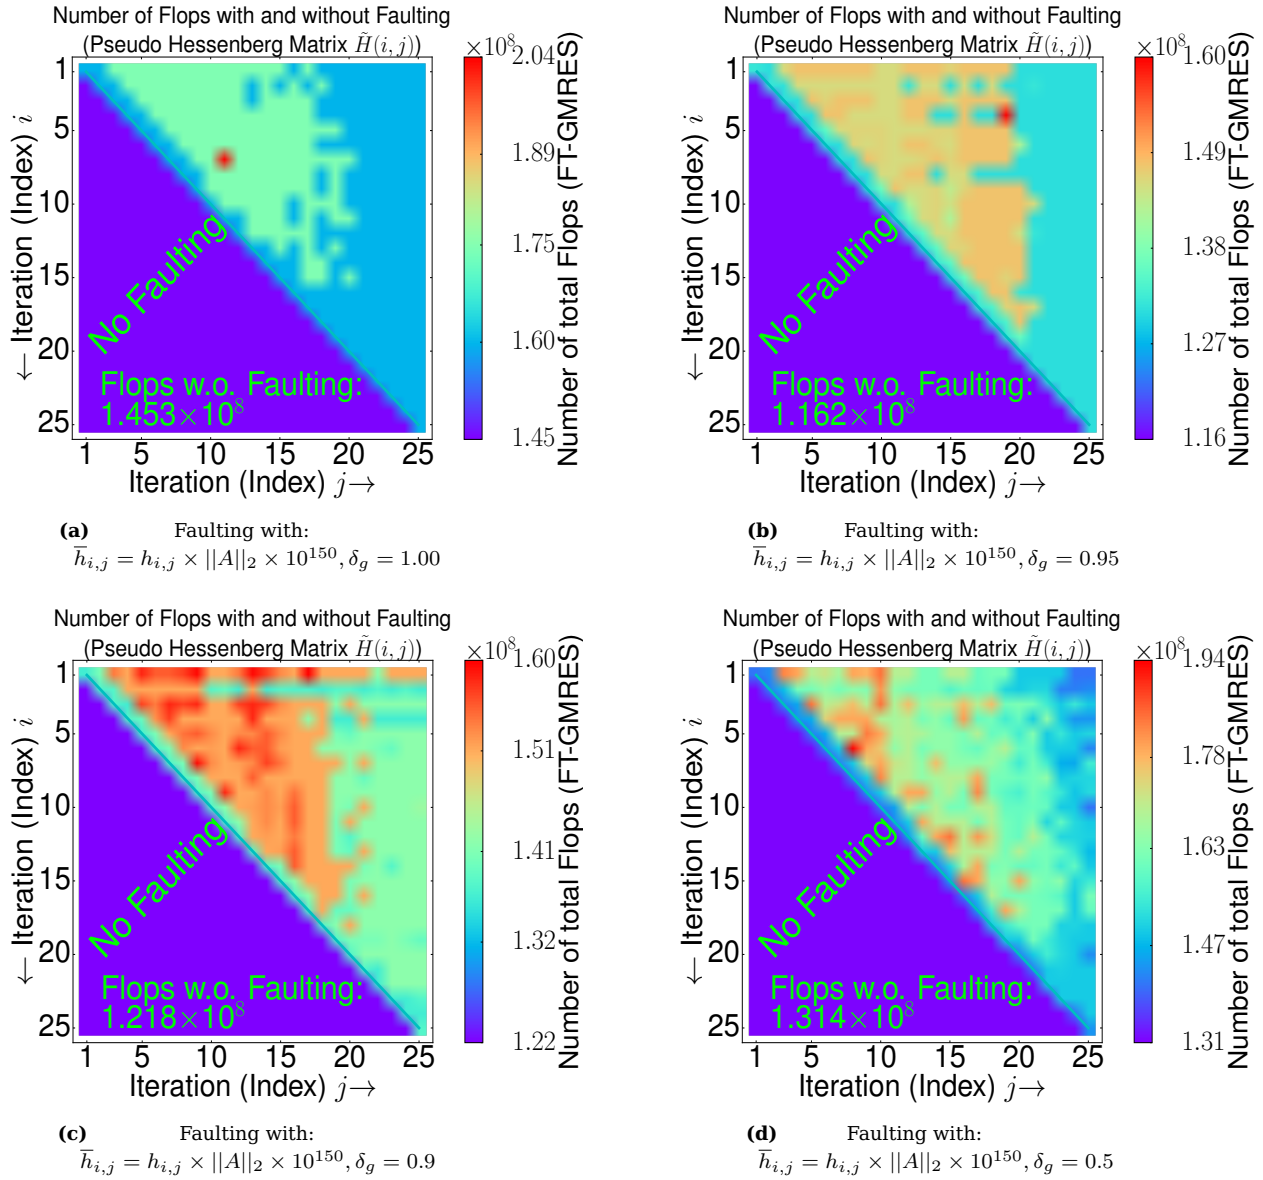 Number of Flops with and without Faulting
(Pseudo Hessenberg Matrix H̃(i, j))
×10⁸
2.04
1.89
1.75
1.60
1.45
Number of total Flops (FT-GMRES)
← Iteration (Index) i
1
5
10
15
20
25
No Faulting
Flops w.o. Faulting:
1.453×10⁸
1 5 10 15 20 25
Iteration (Index) j→
(a) Faulting with:
h̅ᵢ,ⱼ = hᵢ,ⱼ × ||A||₂ × 10¹⁵⁰, δg = 1.00
Number of Flops with and without Faulting
(Pseudo Hessenberg Matrix H̃(i, j))
×10⁸
1.60
1.49
1.38
1.27
1.16
Number of total Flops (FT-GMRES)
← Iteration (Index) i
1
5
10
15
20
25
No Faulting
Flops w.o. Faulting:
1.162×10⁸
1 5 10 15 20 25
Iteration (Index) j→
(b) Faulting with:
h̅ᵢ,ⱼ = hᵢ,ⱼ × ||A||₂ × 10¹⁵⁰, δg = 0.95
Number of Flops with and without Faulting
(Pseudo Hessenberg Matrix H̃(i, j))
×10⁸
1.60
1.51
1.41
1.32
1.22
Number of total Flops (FT-GMRES)
← Iteration (Index) i
1
5
10
15
20
25
No Faulting
Flops w.o. Faulting:
1.218×10⁸
1 5 10 15 20 25
Iteration (Index) j→
(c) Faulting with:
h̅ᵢ,ⱼ = hᵢ,ⱼ × ||A||₂ × 10¹⁵⁰, δg = 0.9
Number of Flops with and without Faulting
(Pseudo Hessenberg Matrix H̃(i, j))
×10⁸
1.94
1.78
1.63
1.47
1.31
Number of total Flops (FT-GMRES)
← Iteration (Index) i
1
5
10
15
20
25
No Faulting
Flops w.o. Faulting:
1.314×10⁸
1 5 10 15 20 25
Iteration (Index) j→
(d) Faulting with:
h̅ᵢ,ⱼ = hᵢ,ⱼ × ||A||₂ × 10¹⁵⁰, δg = 0.5